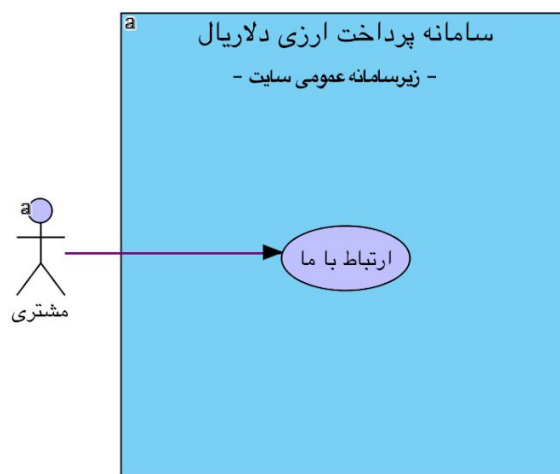 a
سامانه پرداخت ارزی دلاریال
- زیرسامانه عمومی سایت -
a
ارتباط با ما
مشتری